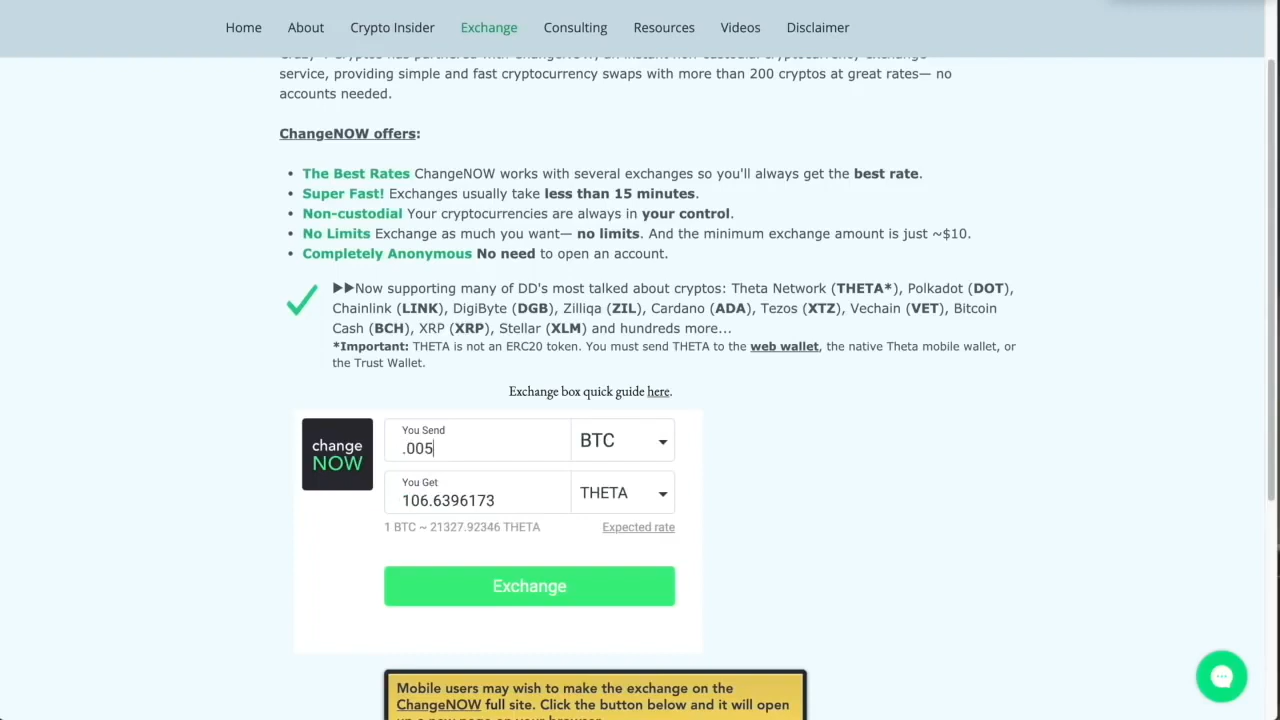 Home About Crypto Insider Exchange Consulting Resources Videos Disclaimer
service, providing simple and fast cryptocurrency swaps with more than 200 cryptos at great rates— no
accounts needed.
ChangeNOW offers:
• The Best Rates ChangeNOW works with several exchanges so you'll always get the best rate.
• Super Fast! Exchanges usually take less than 15 minutes.
• Non-custodial Your cryptocurrencies are always in your control.
• No Limits Exchange as much you want— no limits. And the minimum exchange amount is just ~$10.
• Completely Anonymous No need to open an account.
▶▶Now supporting many of DD's most talked about cryptos: Theta Network (THETA*), Polkadot (DOT),
Chainlink (LINK), DigiByte (DGB), Zilliqa (ZIL), Cardano (ADA), Tezos (XTZ), Vechain (VET), Bitcoin
Cash (BCH), XRP (XRP), Stellar (XLM) and hundreds more...
*Important: THETA is not an ERC20 token. You must send THETA to the web wallet, the native Theta mobile wallet, or
the Trust Wallet.
Exchange box quick guide here.
change
NOW
You Send
.005
BTC
You Get
106.6396173
THETA
1 BTC ~ 21327.92346 THETA
Expected rate
Exchange
Mobile users may wish to make the exchange on the
ChangeNOW full site. Click the button below and it will open